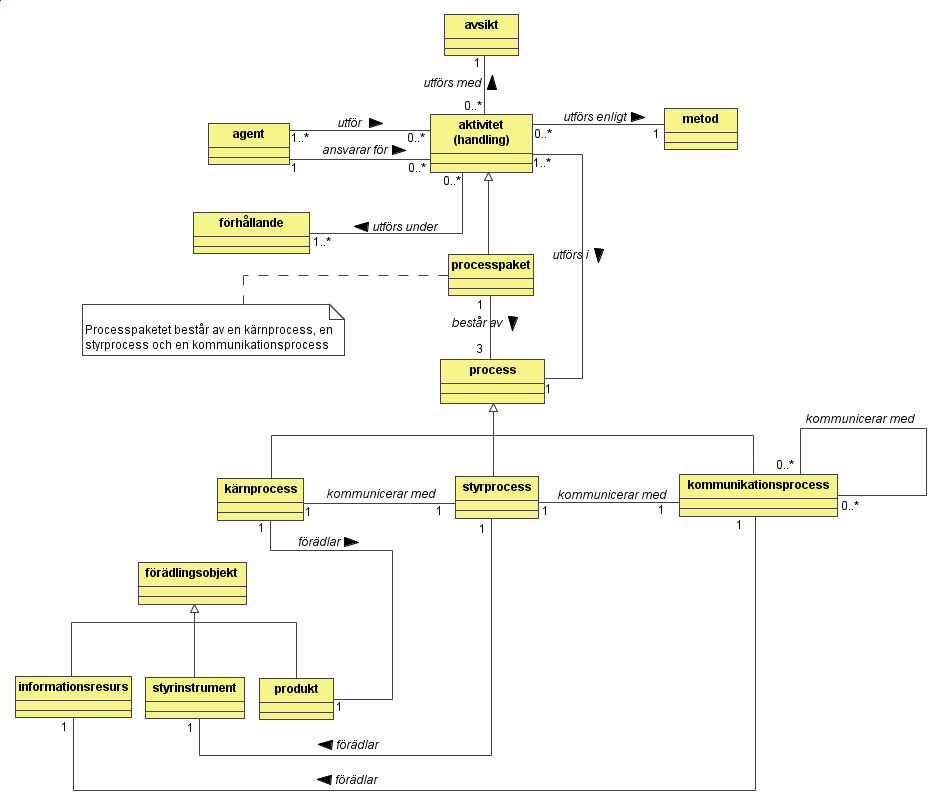 avsikt
1
utförs med
0..*
agent
utför
1..*
0..*
ansvarar för
1
0..*
aktivitet
(handling)
0..*
utförs enligt
1
metod
1..*
0..*
förhållande
utförs under
1..*
utförs i
processpaket
1
består av
3
Processpaketet består av en kärnprocess, en
styrprocess och en kommunikationsprocess
process
1
kommunicerar med
0..*
0..*
kärnprocess
kommunicerar med
1
1
styrprocess
kommunicerar med
1
1
kommunikationsprocess
1
1
1
förädlar
förädlingsobjekt
informationsresurs
styrinstrument
produkt
1
1
1
förädlar
förädlar